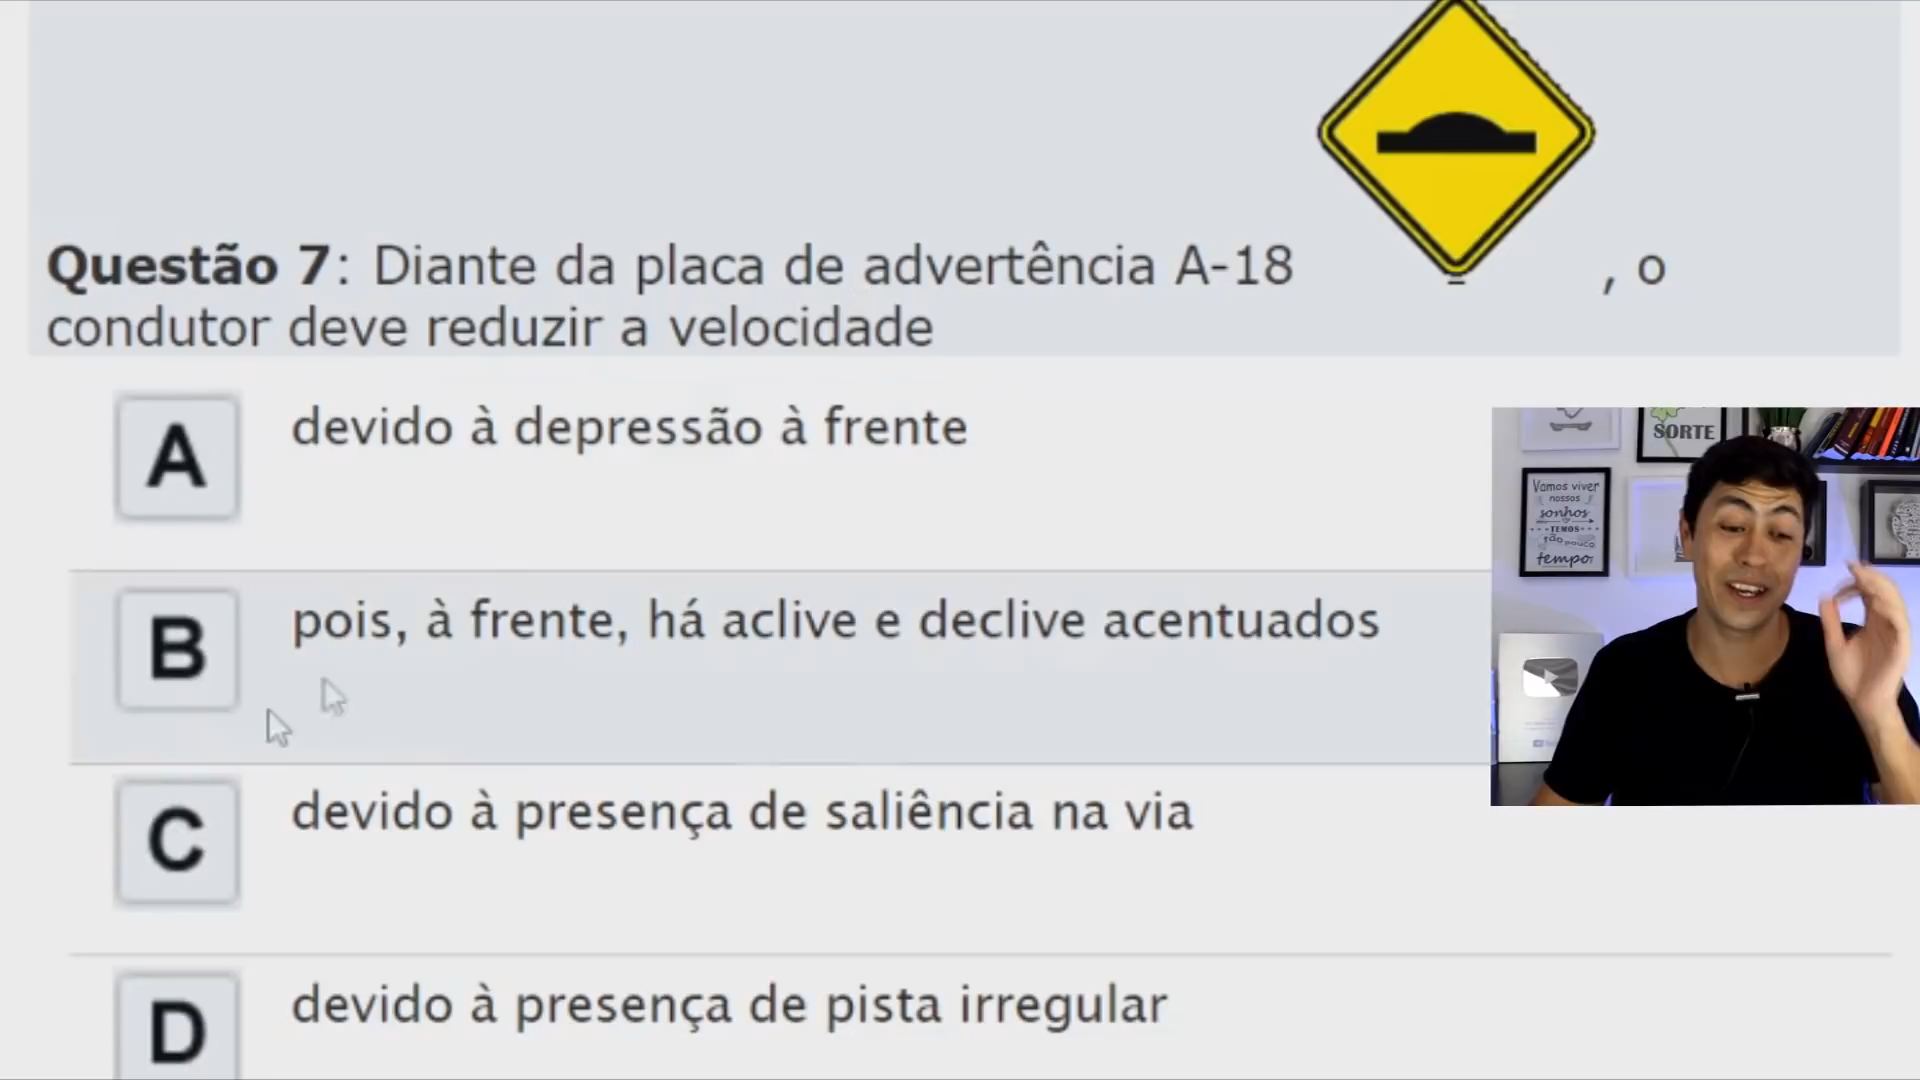 Questão 7: Diante da placa de advertência A-18 , o
condutor deve reduzir a velocidade
A devido à depressão à frente
B pois, à frente, há aclive e declive acentuados
C devido à presença de saliência na via
D devido à presença de pista irregular
SORTE
Vamos viver
nossos
sonhos
TEMOS
tão pouco
tempo